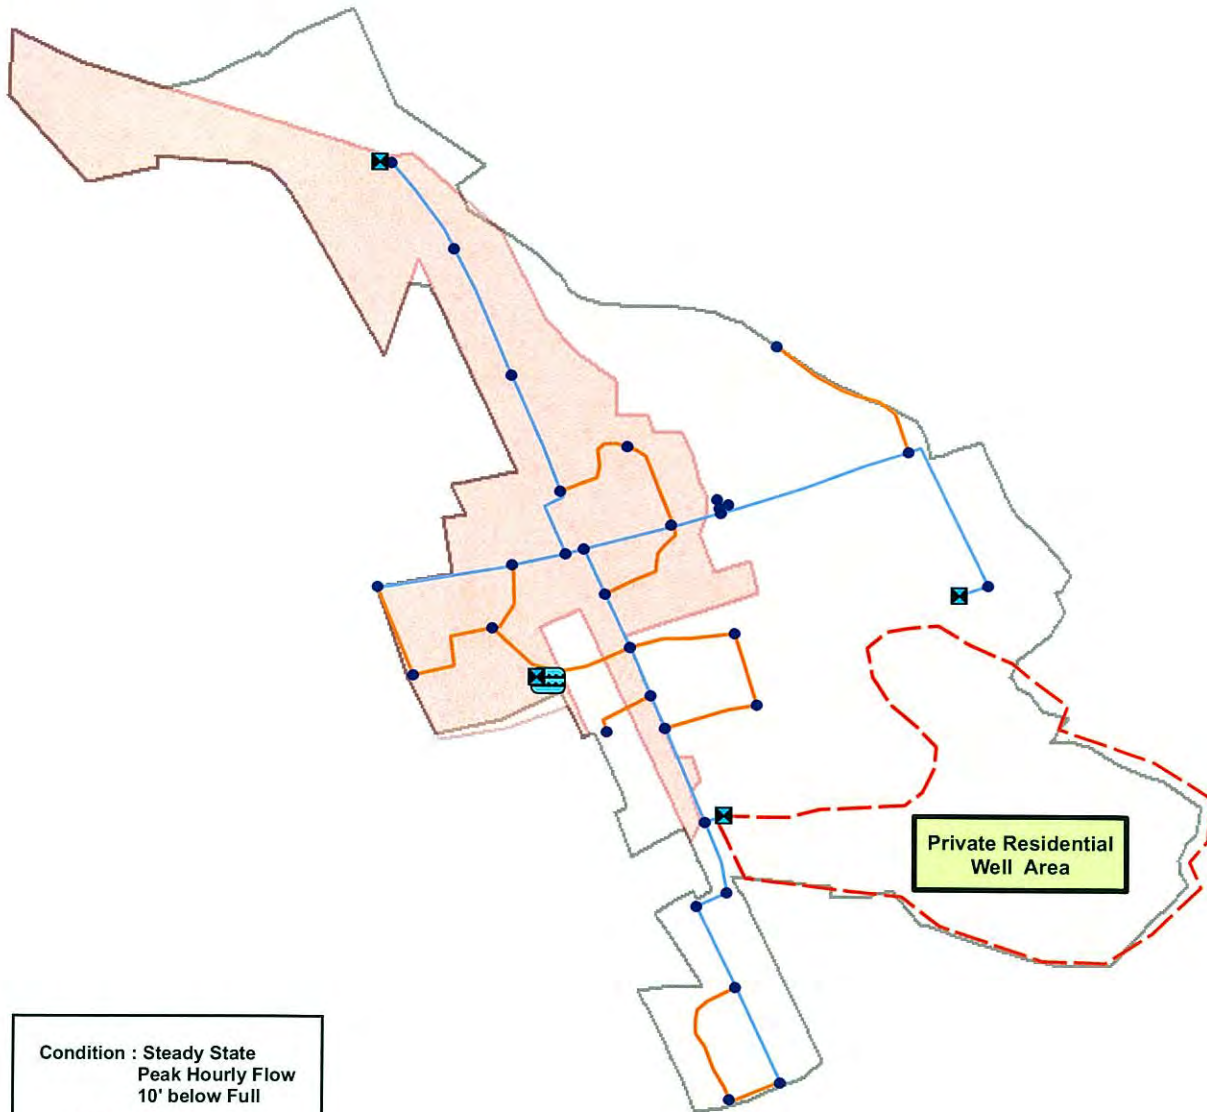 Private Residential
Well Area
Condition : Steady State
Peak Hourly Flow
10' below Full